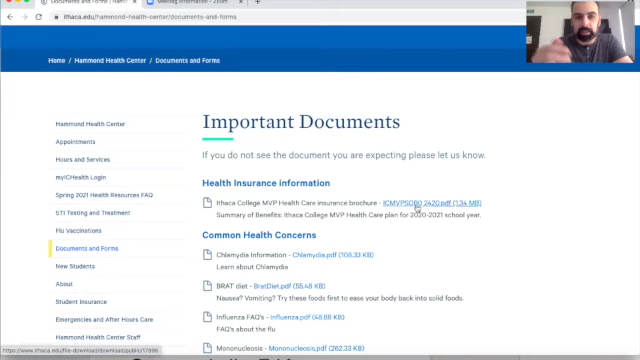 Documents and Forms | Hamm
Meeting Information - Zoom
ithaca.edu/hammond-health-center/documents-and-forms
Home / Hammond Health Center / Documents and Forms
Hammond Health Center
Appointments
Hours and Services
myICHealth Login
Spring 2021 Health Resources FAQ
STI Testing and Treatment
Flu Vaccinations
Documents and Forms
New Students
About
Student Insurance
Emergencies and After Hours Care
Hammond Health Center Staff
Important Documents
If you do not see the document you are expecting please let us know.
Health Insurance information
Ithaca College MVP Health Care insurance brochure - ICMVPSOB0 2420.pdf (1.34 MB)
Summary of Benefits: Ithaca College MVP Health Care plan for 2020-2021 school year.
Common Health Concerns
Chlamydia Information - Chlamydia.pdf (108.33 KB)
Learn about Chlamydia
BRAT diet - BratDiet.pdf (55.48 KB)
Nausea? Vomiting? Try these foods first to ease your body back into solid foods.
Influenza FAQ's - Influenza.pdf (48.68 KB)
FAQ's about the flu
Mononucleosis - Mononucleosis.pdf (262.33 KB)
https://www.ithaca.edu/file-download/download/public/17898